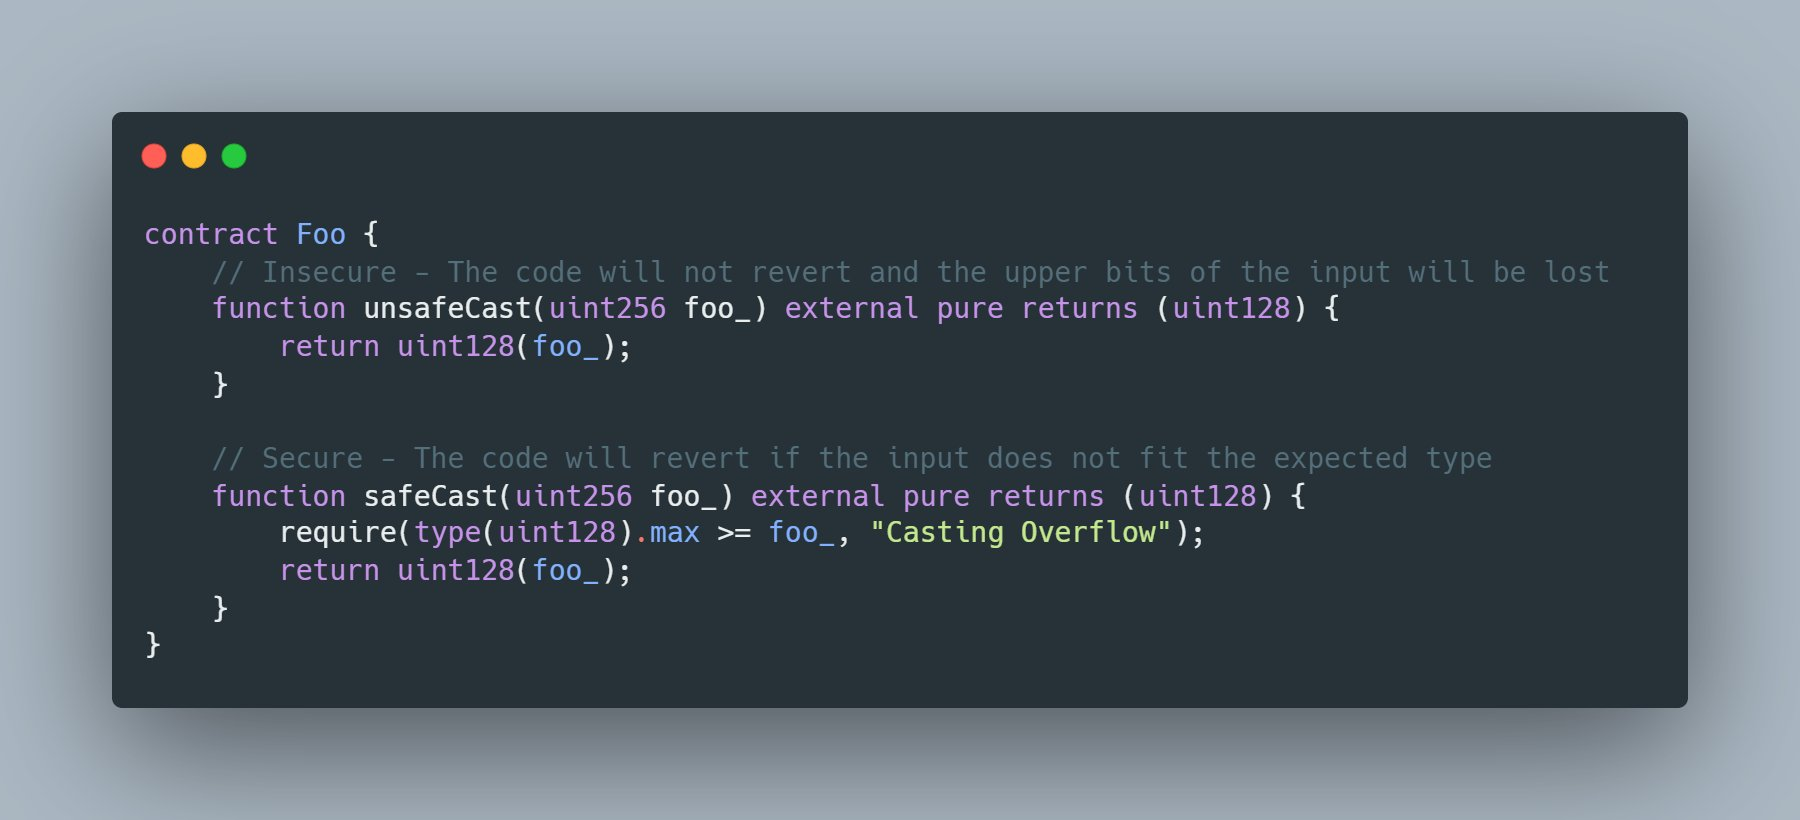 contract Foo {
    // Insecure - The code will not revert and the upper bits of the input will be lost
    function unsafeCast(uint256 foo_) external pure returns (uint128) {
        return uint128(foo_);
    }

    // Secure - The code will revert if the input does not fit the expected type
    function safeCast(uint256 foo_) external pure returns (uint128) {
        require(type(uint128).max >= foo_, "Casting Overflow");
        return uint128(foo_);
    }
}